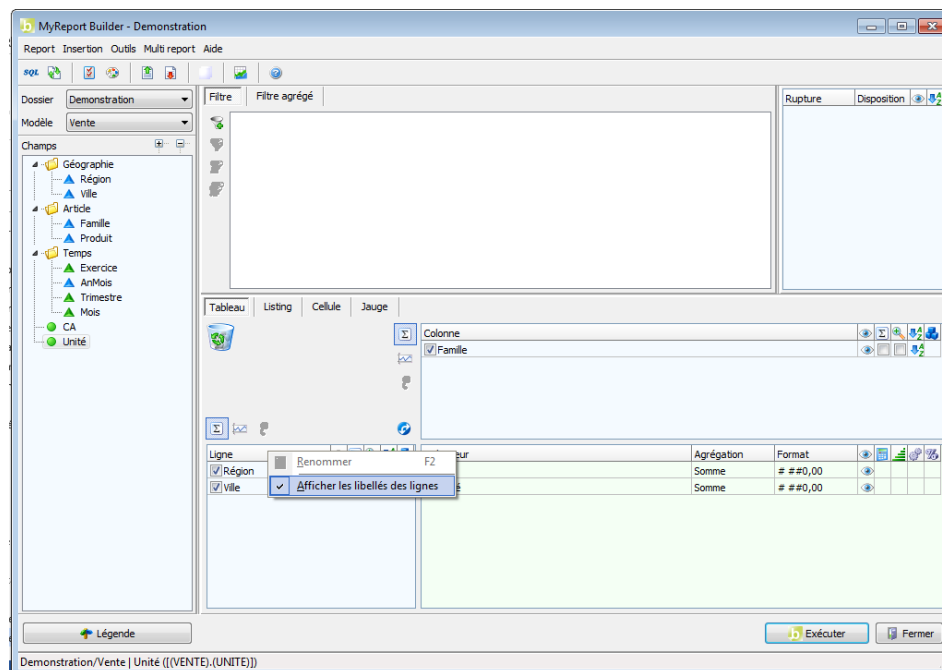 MyReport Builder - Demonstration
Report Insertion Outils Multi report Aide
SQL
Dossier Demonstration
Modèle Vente
Champs
Géographie
Région
Ville
Article
Famille
Produit
Temps
Exercice
AnMois
Trimestre
Mois
CA
Unité
Filtre Filtre agrégé
Rupture Disposition
Tableau Listing Cellule Jauge
Colonne
Famille
Ligne
Région
Ville
Renommer F2
Afficher les libellés des lignes
Agrégation Format
Somme # ##0,00
Somme # ##0,00
Légende
Exécuter
Fermer
Demonstration/Vente | Unité ([(VENTE).(UNITE)])